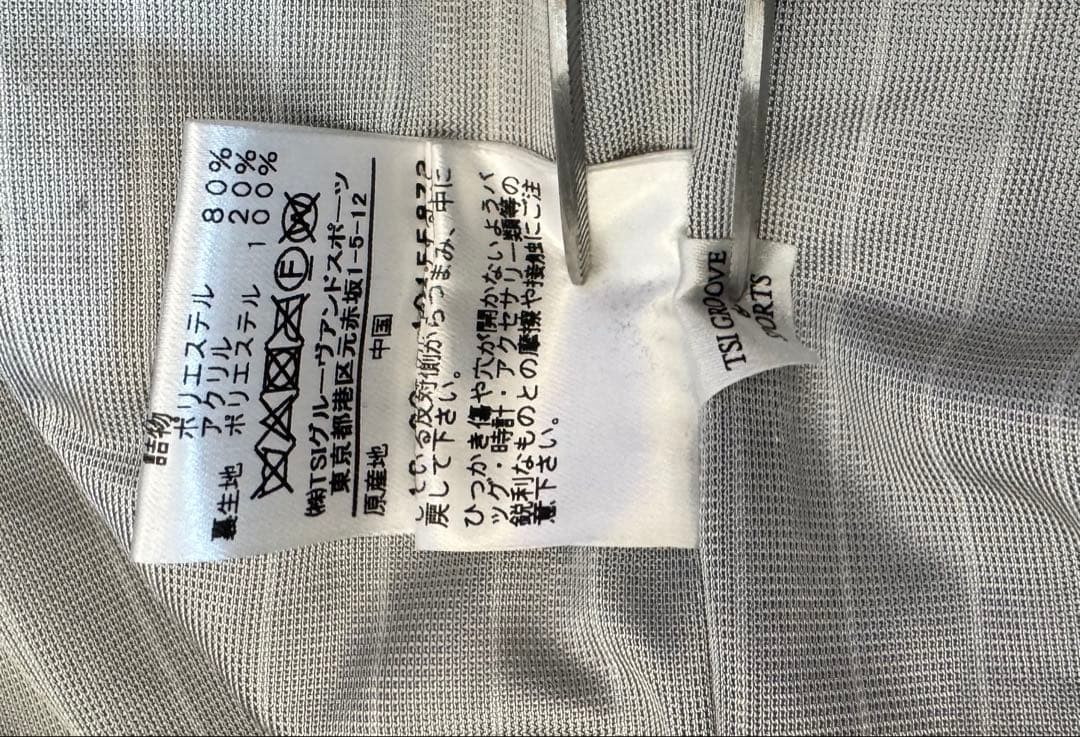 詰物
ポリエステル 80%
アクリル 20%
裏生地 ポリエステル 100%
F
(株)TSIグルーヴアンドスポーツ
東京都港区元赤坂1-5-12
原産地 中国
ている反対側からつまみ、中に
戻して下さい。
ひっかき傷や穴が開かないようバ
ッグ・時計・アクセサリー類等の
鋭利なものとの摩擦や接触にご注
意下さい。
TSI GROOVE
&
SPORTS